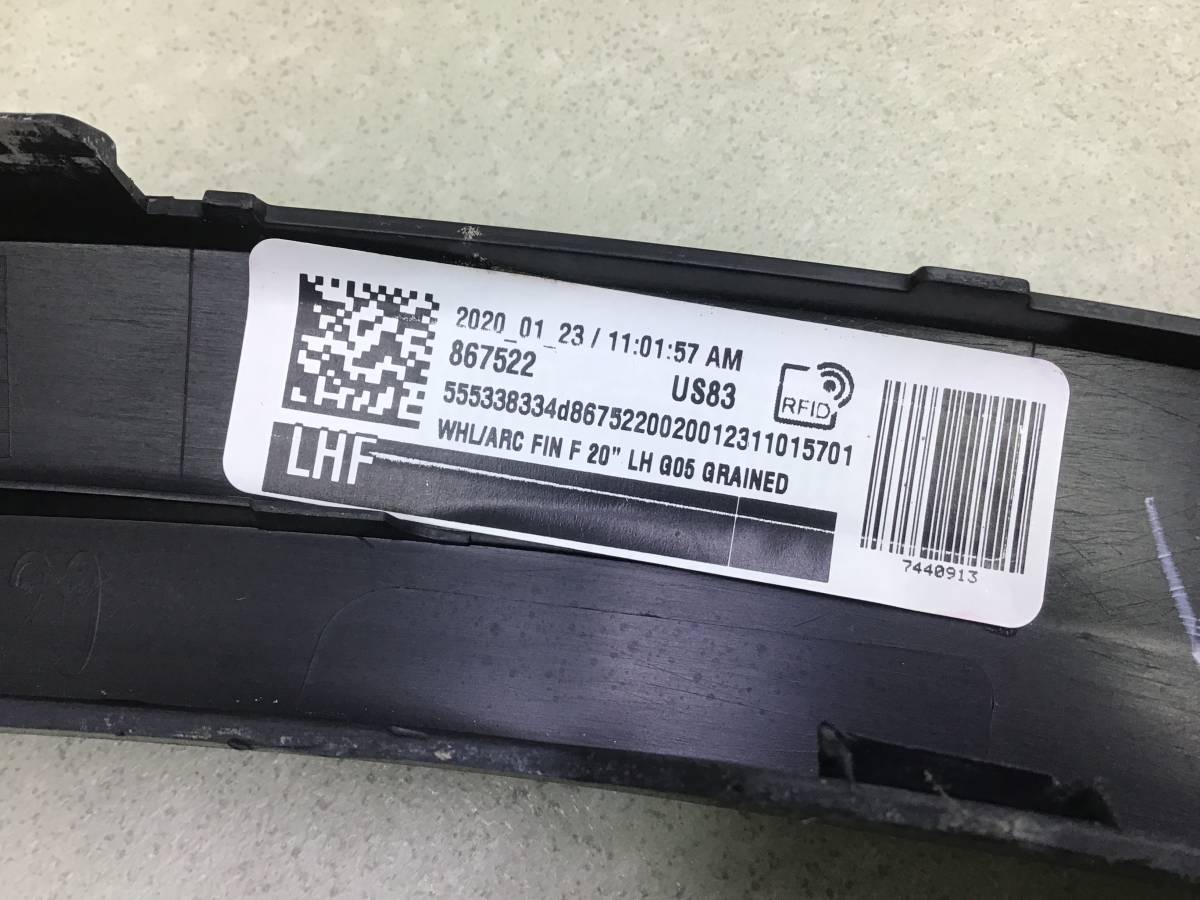 2020_01_23 / 11:01:57 AM
867522
US83
RFID
555338334d8675220020012311015701
WHL/ARC FIN F 20" LH G05 GRAINED
LHF
7440913